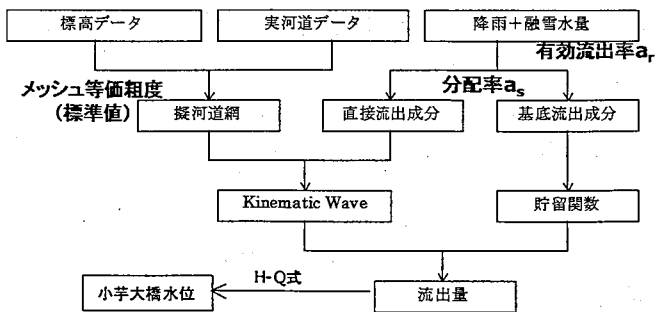 標高データ
実河道データ
降雨＋融雪水量
有効流出率ar
メッシュ等価粗度
(標準値)
分配率as
擬河道網
直接流出成分
基底流出成分
Kinematic Wave
貯留関数
H-Q式
小芋大橋水位
流出量